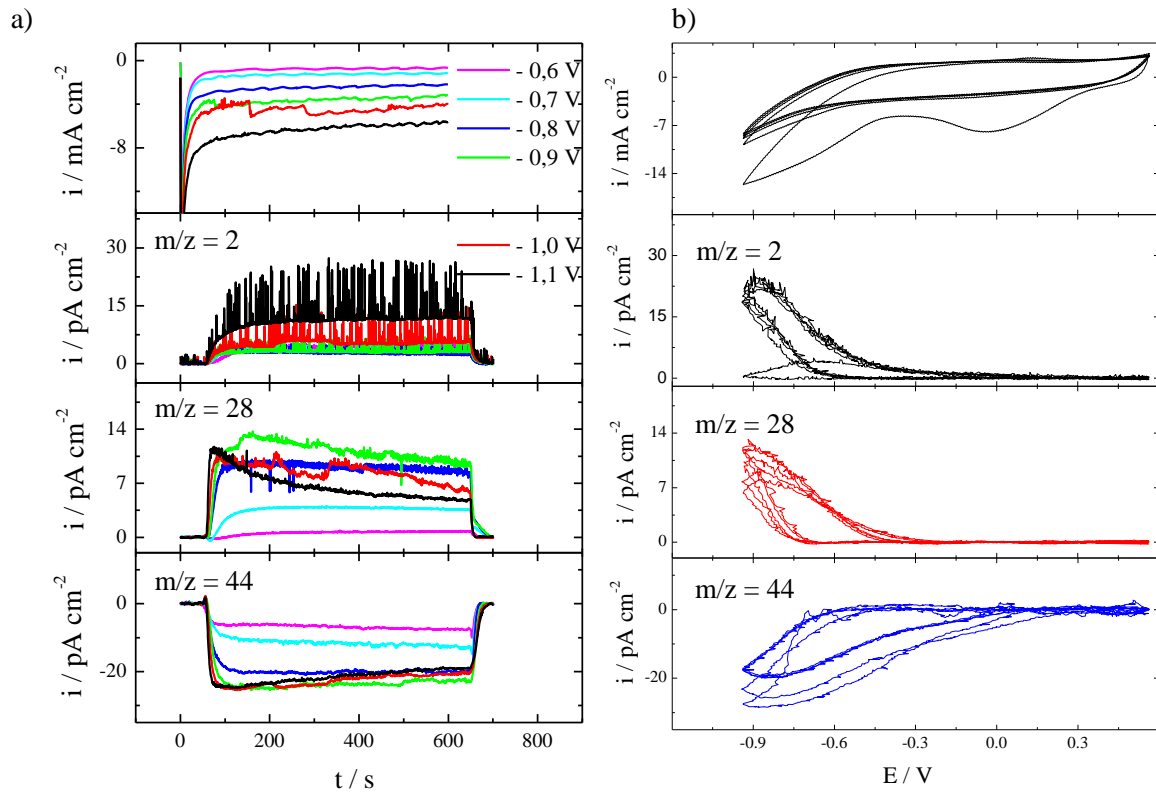 a)
i / mA cm⁻²
0
-8
- 0,6 V
- 0,7 V
- 0,8 V
- 0,9 V
m/z = 2
i / pA cm⁻²
30
15
0
- 1,0 V
- 1,1 V
m/z = 28
i / pA cm⁻²
14
7
0
m/z = 44
i / pA cm⁻²
0
-20
0 200 400 600 800
t / s
b)
i / mA cm⁻²
0
-7
-14
m/z = 2
i / pA cm⁻²
30
15
0
m/z = 28
i / pA cm⁻²
14
7
0
m/z = 44
i / pA cm⁻²
0
-20
-0.9 -0.6 -0.3 0.0 0.3
E / V